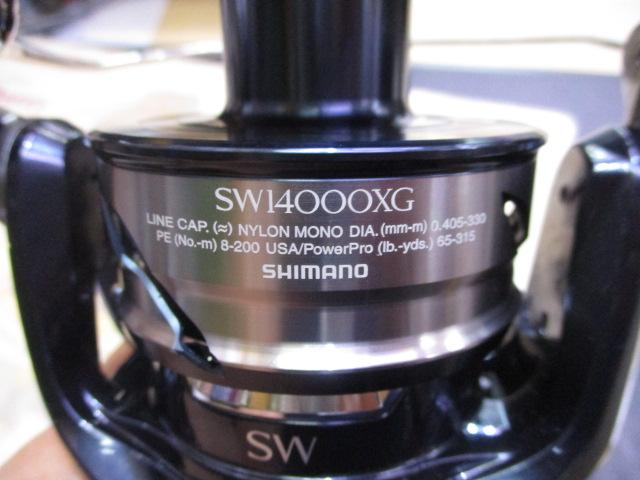 SW14000XG
LINE CAP. (≈) NYLON MONO DIA. (mm-m) 0.405-330
PE (No.-m) 8-200 USA/PowerPro (lb.-yds.) 65-315
SHIMANO
SW